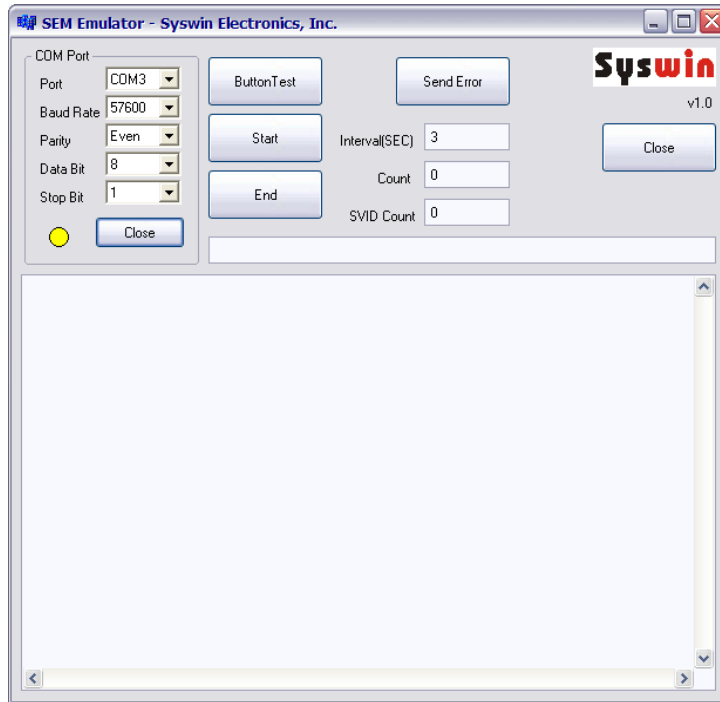 SEM Emulator - Syswin Electronics, Inc.
COM Port
Port COM3
Baud Rate 57600
Parity Even
Data Bit 8
Stop Bit 1
Close
ButtonTest
Start
End
Send Error
Interval(SEC) 3
Count 0
SVID Count 0
Syswin
v1.0
Close